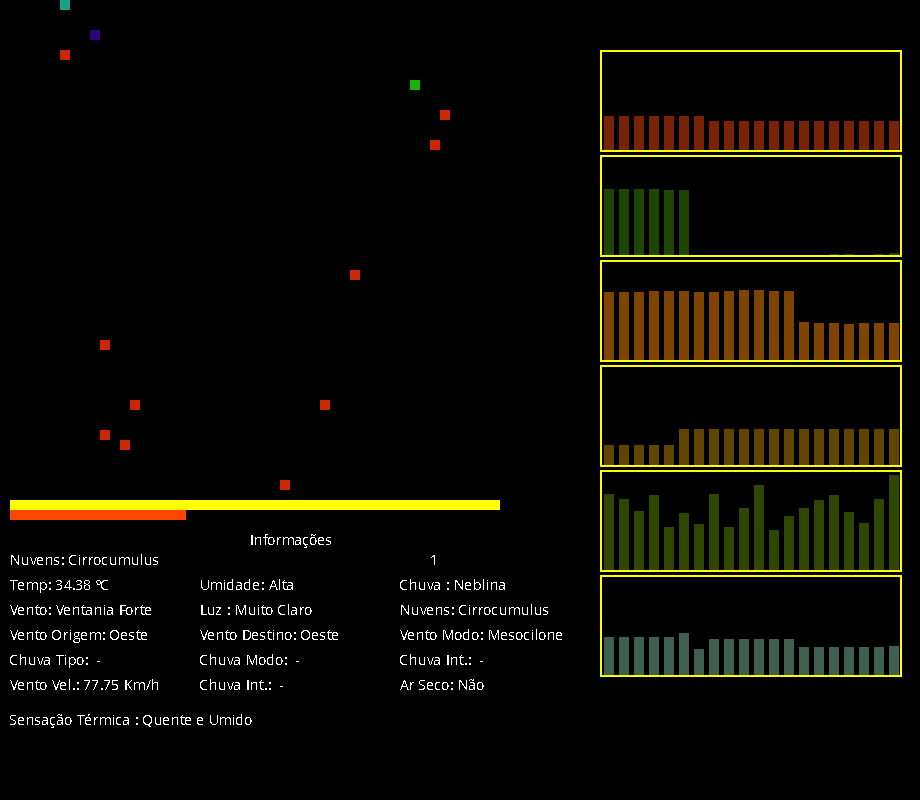 Informações
Nuvens: Cirrocumulus 1
Temp: 34.38 ºC Umidade: Alta Chuva : Neblina
Vento: Ventania Forte Luz : Muito Claro Nuvens: Cirrocumulus
Vento Origem: Oeste Vento Destino: Oeste Vento Modo: Mesocilone
Chuva Tipo: - Chuva Modo: - Chuva Int.: -
Vento Vel.: 77.75 Km/h Chuva Int.: - Ar Seco: Não
Sensação Térmica : Quente e Umido